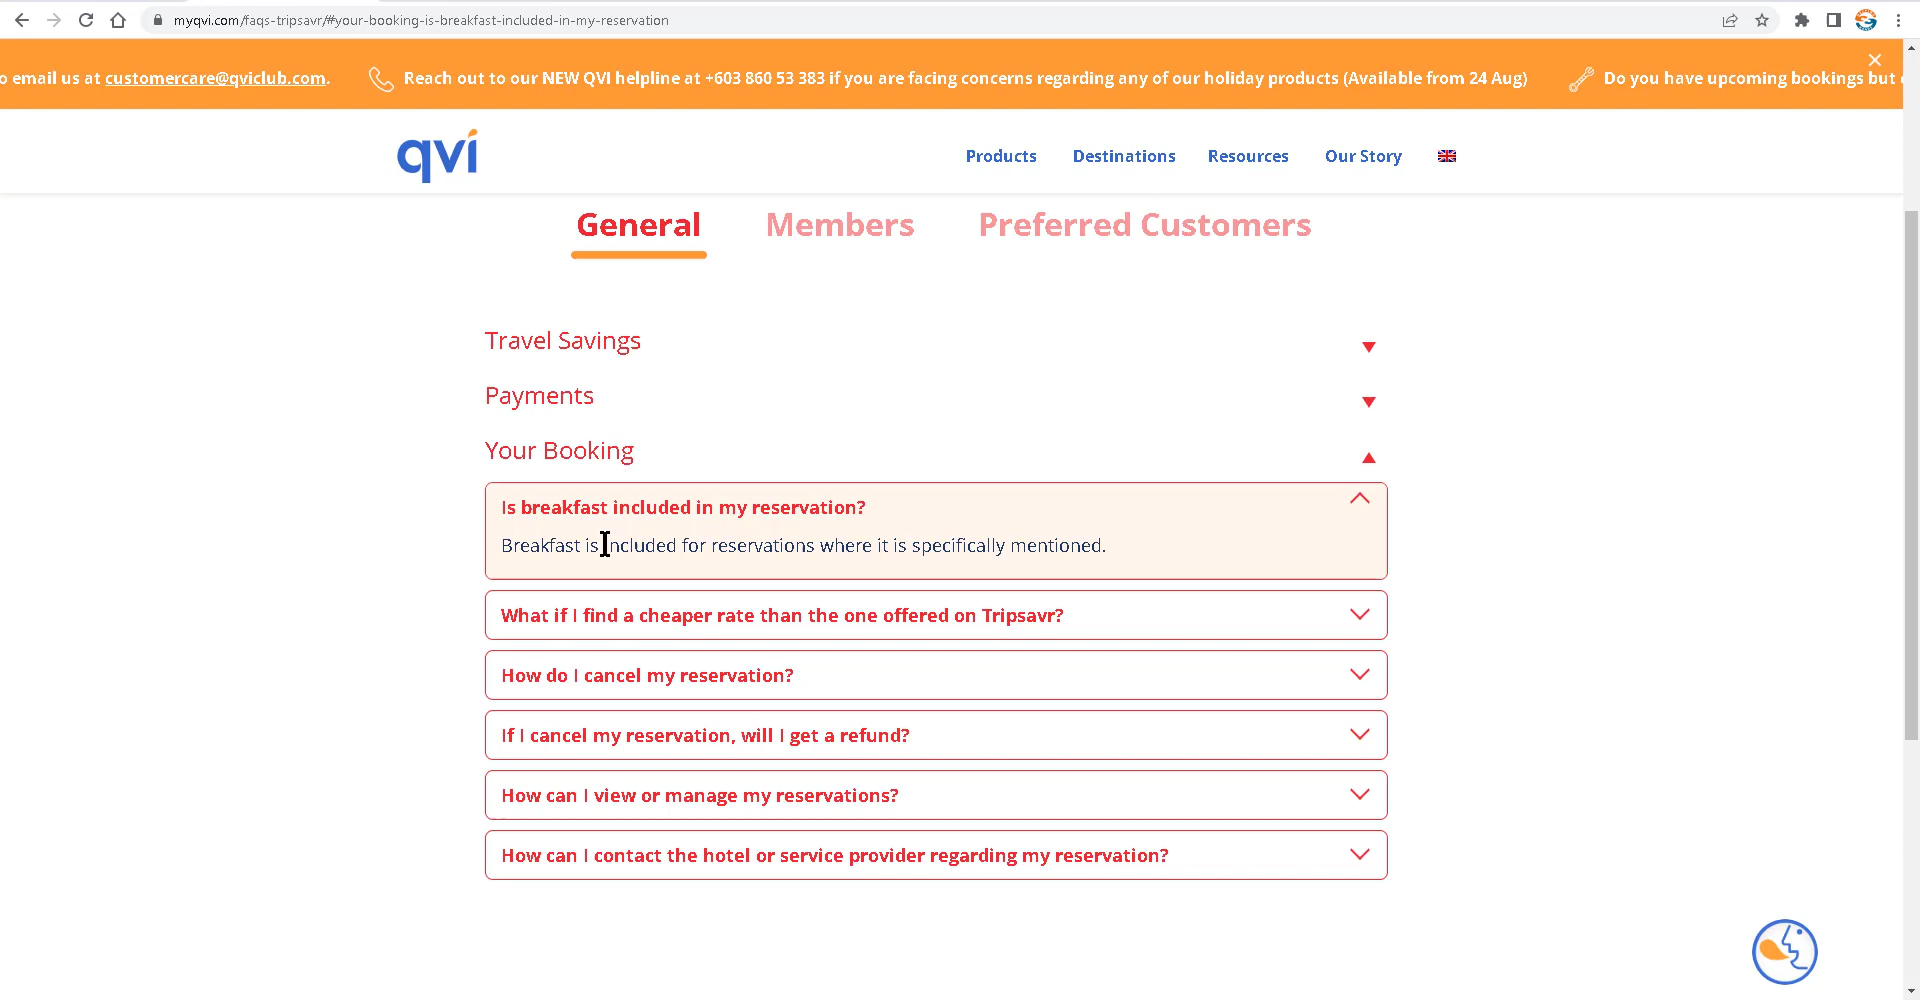 myqvi.com/faqs-tripsavr/#your-booking-is-breakfast-included-in-my-reservation
o email us at customercare@qviclub.com. Reach out to our NEW QVI helpline at +603 860 53 383 if you are facing concerns regarding any of our holiday products (Available from 24 Aug) Do you have upcoming bookings but
qvi Products Destinations Resources Our Story
General Members Preferred Customers
Travel Savings
Payments
Your Booking
Is breakfast included in my reservation?
Breakfast is included for reservations where it is specifically mentioned.
What if I find a cheaper rate than the one offered on Tripsavr?
How do I cancel my reservation?
If I cancel my reservation, will I get a refund?
How can I view or manage my reservations?
How can I contact the hotel or service provider regarding my reservation?